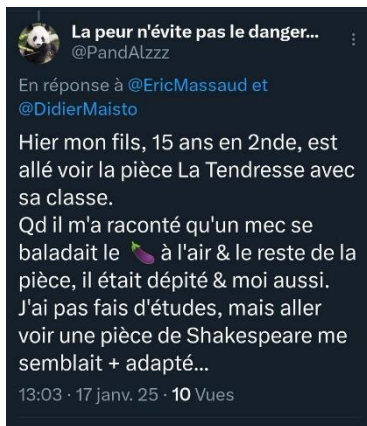 La peur n'évite pas le danger...
@PandAlzzz
En réponse à @EricMassaud et
@DidierMaisto
Hier mon fils, 15 ans en 2nde, est
allé voir la pièce La Tendresse avec
sa classe.
Qd il m'a raconté qu'un mec se
baladait le 🍆 à l'air & le reste de la
pièce, il était dépité & moi aussi.
J'ai pas fais d'études, mais aller
voir une pièce de Shakespeare me
semblait + adapté...
13:03 · 17 janv. 25 · 10 Vues